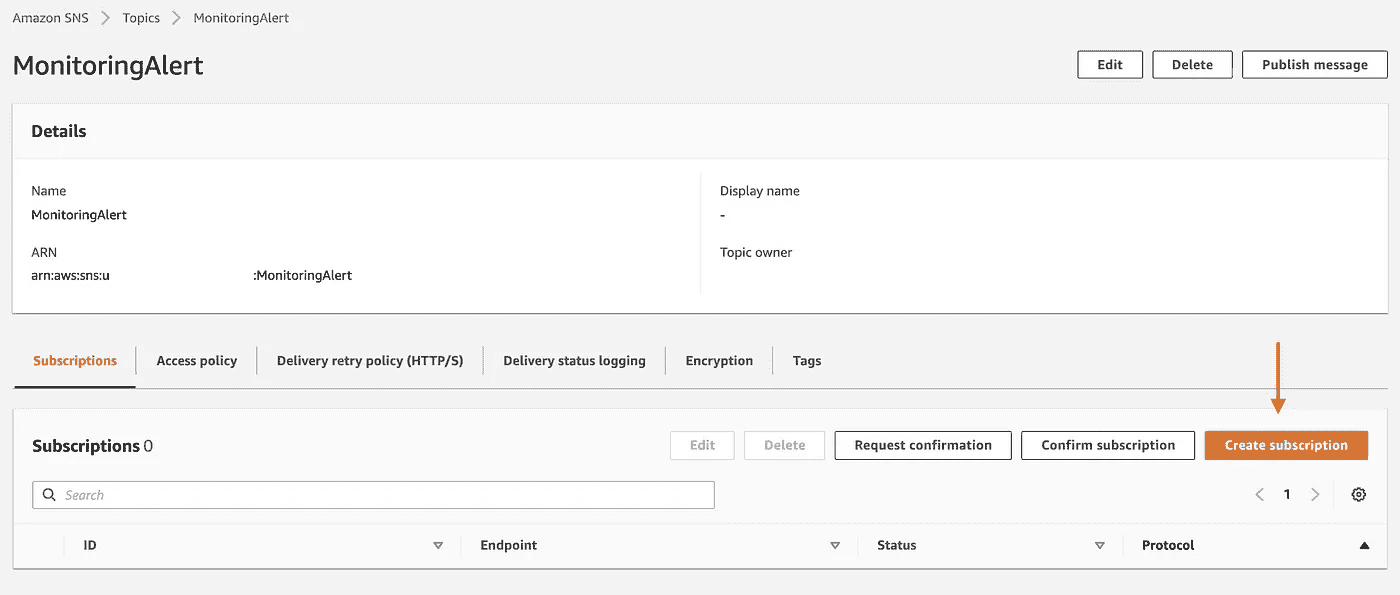 Amazon SNS > Topics > MonitoringAlert
MonitoringAlert
Edit Delete Publish message
Details
Name
MonitoringAlert
ARN
arn:aws:sns:u :MonitoringAlert
Display name
-
Topic owner
Subscriptions Access policy Delivery retry policy (HTTP/S) Delivery status logging Encryption Tags
Subscriptions 0
Edit Delete Request confirmation Confirm subscription Create subscription
Search
1
ID Endpoint Status Protocol